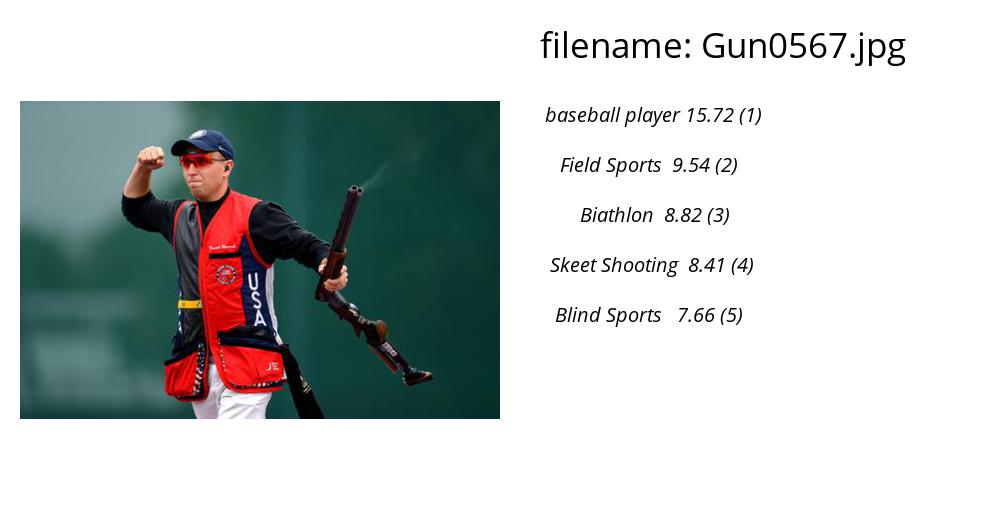 filename: Gun0567.jpg
baseball player 15.72 (1)
Field Sports 9.54 (2)
Biathlon 8.82 (3)
Skeet Shooting 8.41 (4)
Blind Sports 7.66 (5)
USA